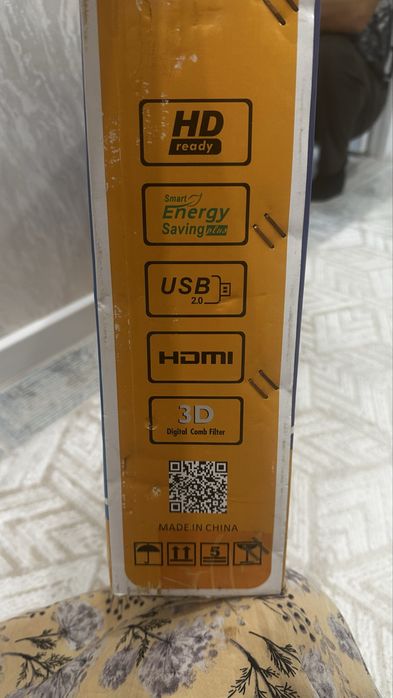 HD
ready
Smart
Energy
Saving plus
USB
2.0
HDMI
3D
Digital Comb Filter
MADE IN CHINA
5